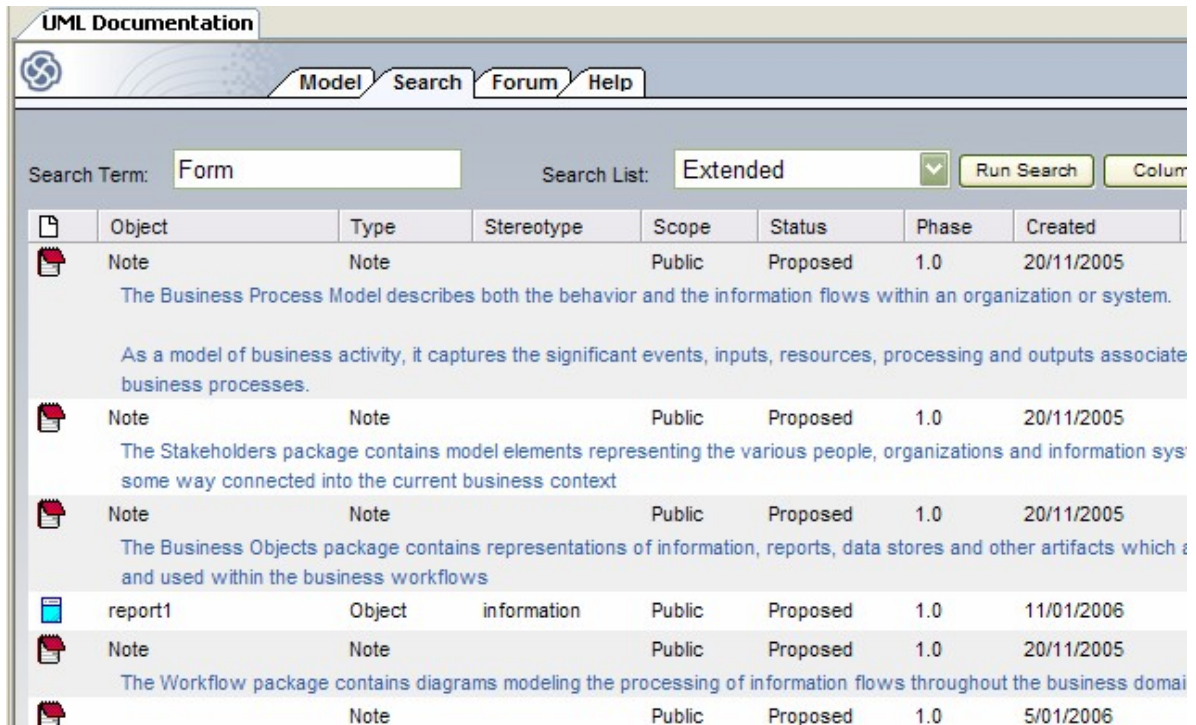 UML Documentation
Model Search Forum Help
Search Term: Form Search List: Extended Run Search Colum
Object Type Stereotype Scope Status Phase Created
Note Note Public Proposed 1.0 20/11/2005
The Business Process Model describes both the behavior and the information flows within an organization or system.
As a model of business activity, it captures the significant events, inputs, resources, processing and outputs associate
business processes.
Note Note Public Proposed 1.0 20/11/2005
The Stakeholders package contains model elements representing the various people, organizations and information sys
some way connected into the current business context
Note Note Public Proposed 1.0 20/11/2005
The Business Objects package contains representations of information, reports, data stores and other artifacts which a
and used within the business workflows
report1 Object information Public Proposed 1.0 11/01/2006
Note Note Public Proposed 1.0 20/11/2005
The Workflow package contains diagrams modeling the processing of information flows throughout the business domai
Note Public Proposed 1.0 5/01/2006